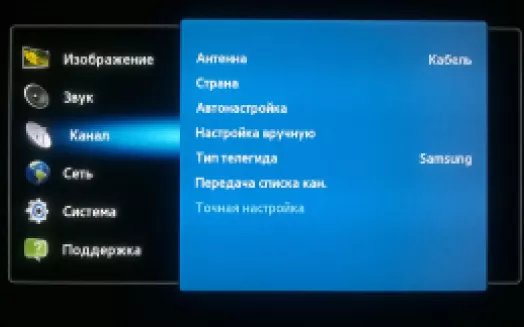 Изображение
Звук
Канал
Сеть
Система
Поддержка
Антенна Кабель
Страна
Автонастройка
Настройка вручную
Тип телегида Samsung
Передача списка кан.
Точная настройка